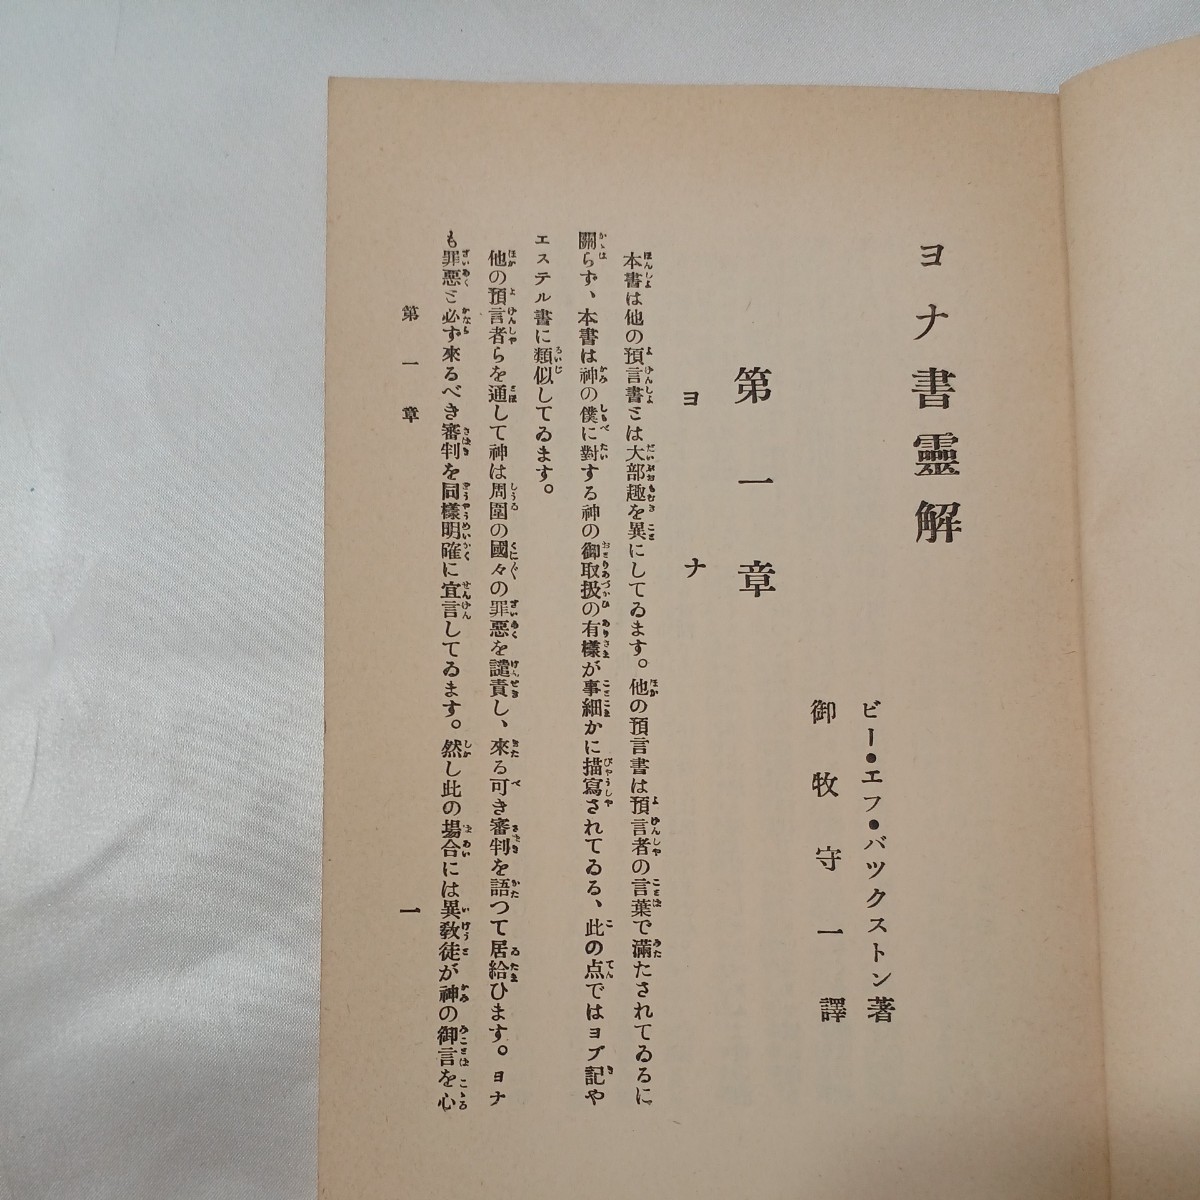 ヨナ書靈解
ビー・エフ・バツクストン著
御牧守一譯
第一章
ヨナ
本書は他の預言書とは大部趣を異にしてゐます。他の預言書は預言者の言葉で滿たされてゐるに
關らず、本書は神の僕に對する神の御取扱の有樣が事細かに描寫されてゐる、此の点ではヨブ記や
エステル書に類似してゐます。
他の預言者らを通して神は周圍の國々の罪惡を譴責し、來る可き審判を語つて居給ひます。ヨナ
も罪惡と必ず來るべき審判を同樣明確に宣言してゐます。然し此の場合には異敎徒が神の御言を心
第一章
一